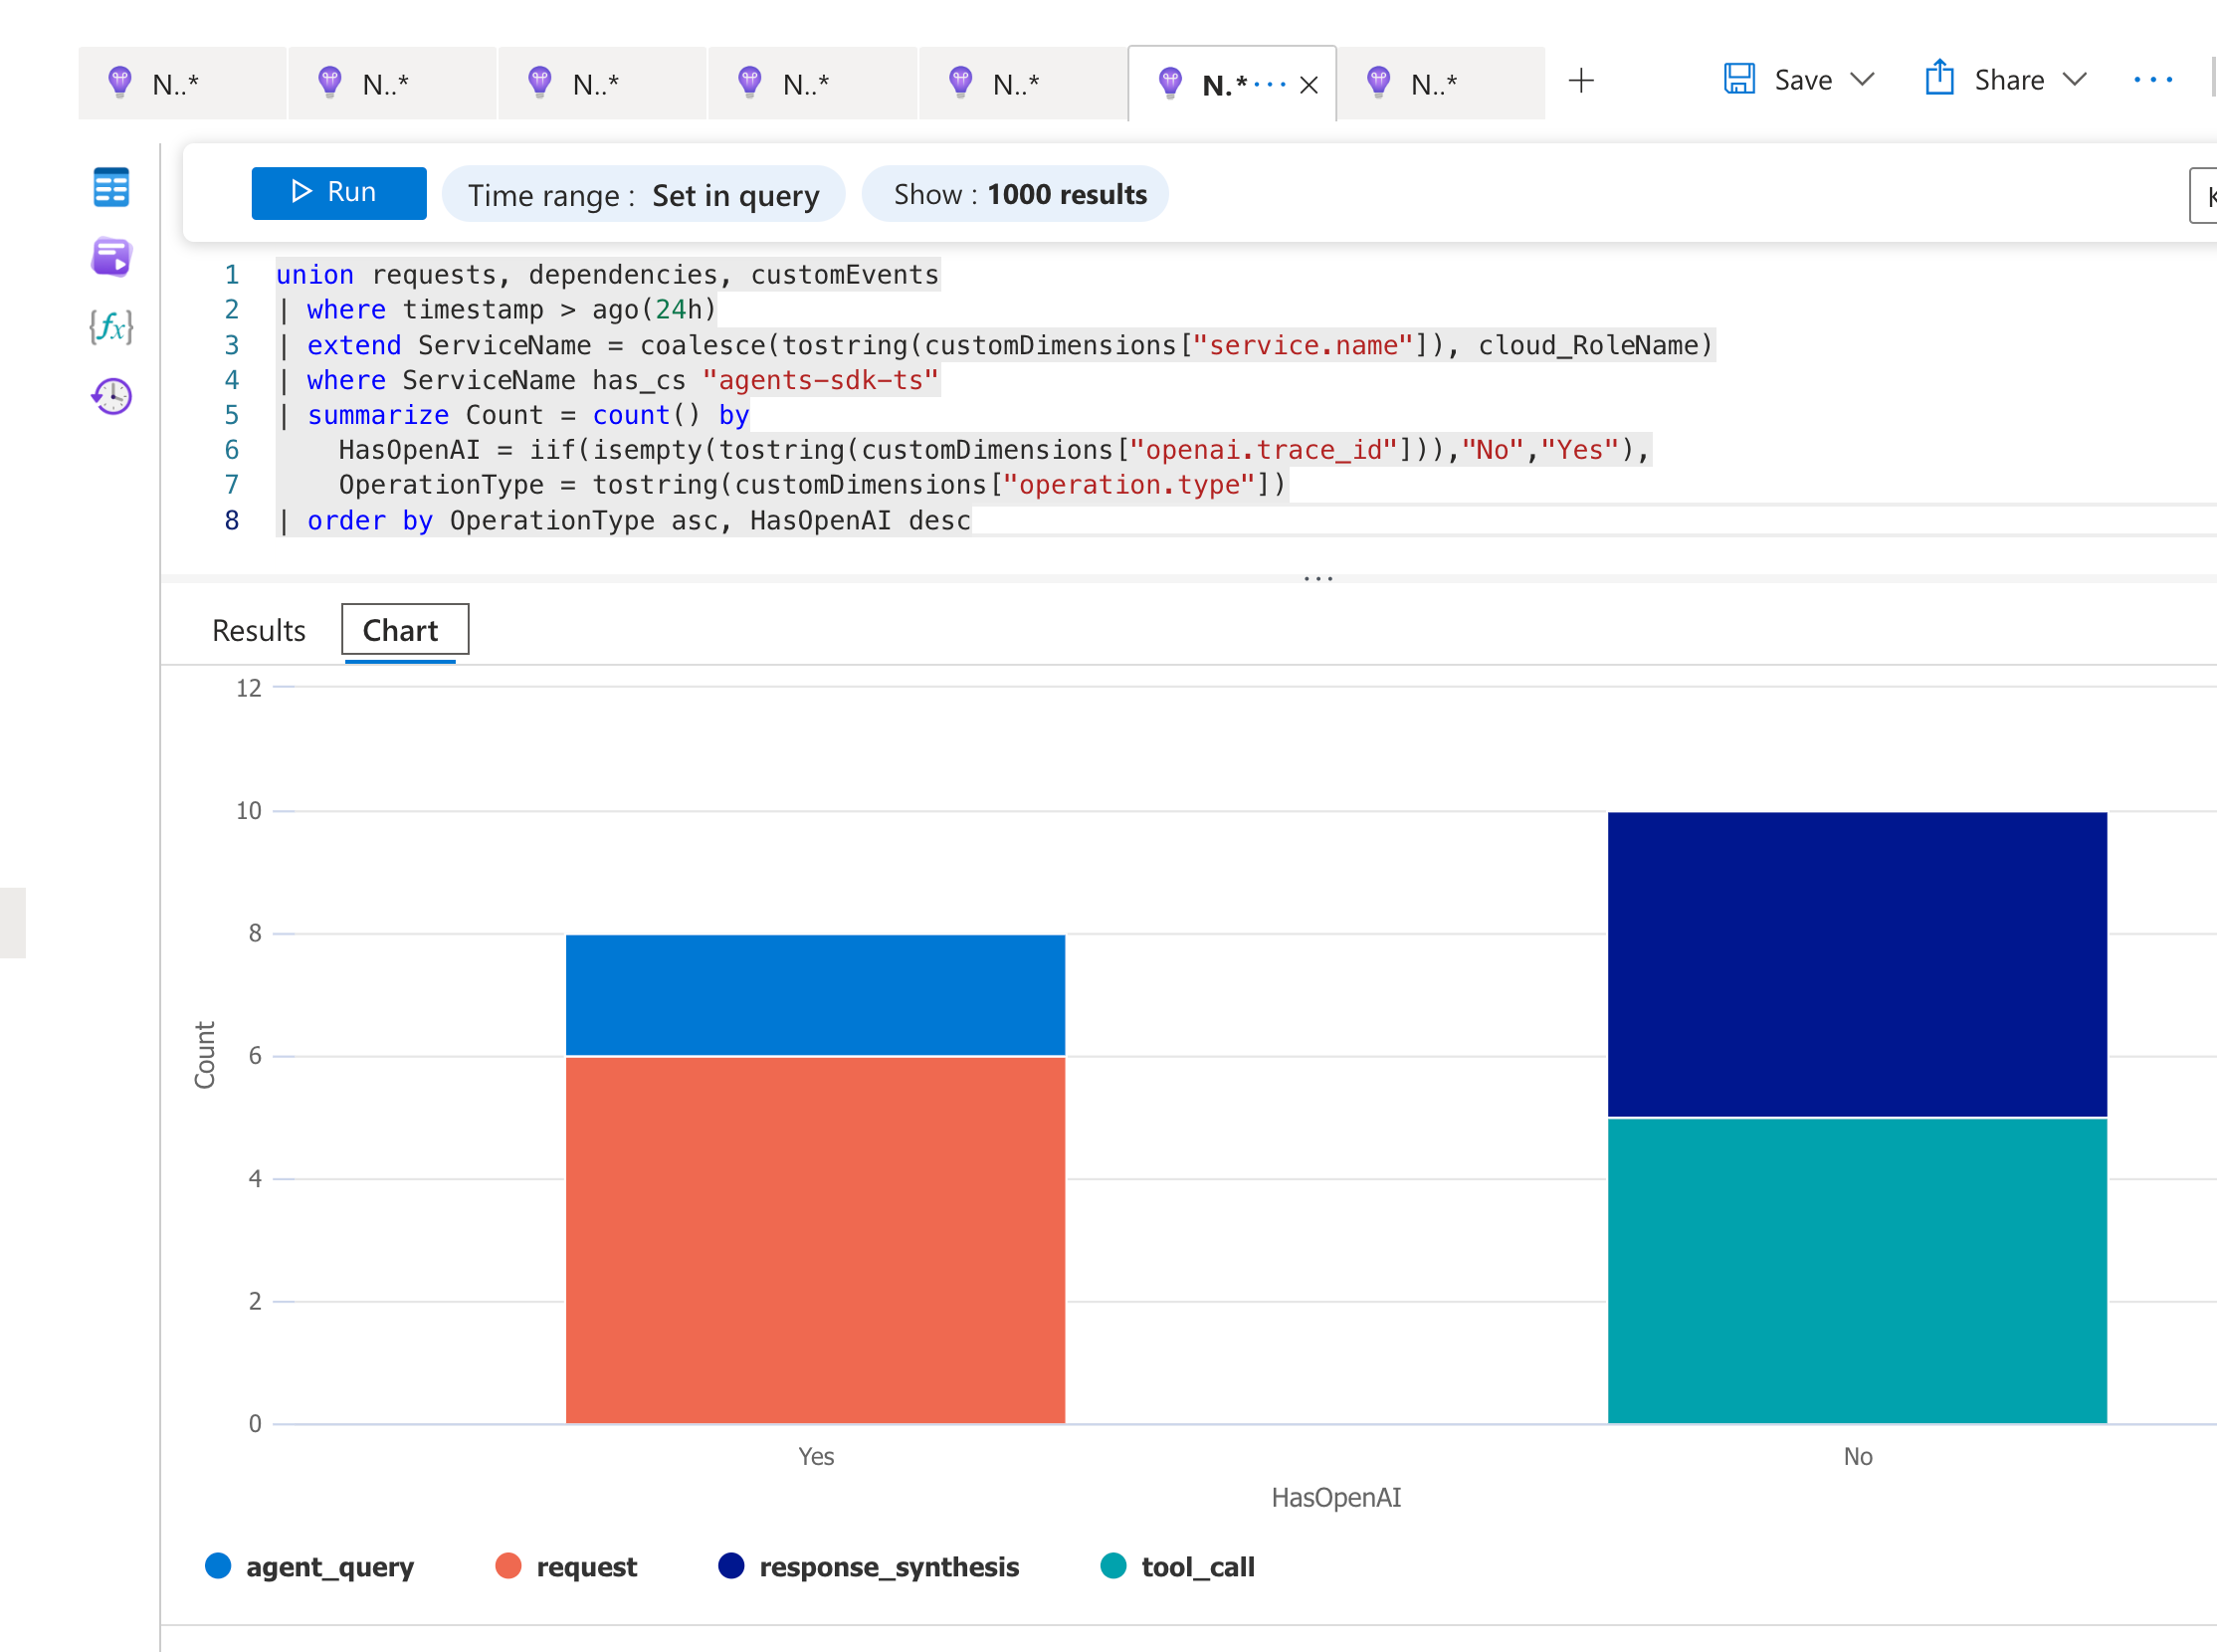 N..* N..* N..* N..* N..* N.* ··· N..* Save Share ···
Run Time range : Set in query Show : 1000 results
1 union requests, dependencies, customEvents
2 | where timestamp > ago(24h)
3 | extend ServiceName = coalesce(tostring(customDimensions["service.name"]), cloud_RoleName)
4 | where ServiceName has_cs "agents-sdk-ts"
5 | summarize Count = count() by
6 HasOpenAI = iif(isempty(tostring(customDimensions["openai.trace_id"])),"No","Yes"),
7 OperationType = tostring(customDimensions["operation.type"])
8 | order by OperationType asc, HasOpenAI desc
...
Results Chart
12
10
8
6
4
2
0
Count
Yes No
HasOpenAI
agent_query request response_synthesis tool_call